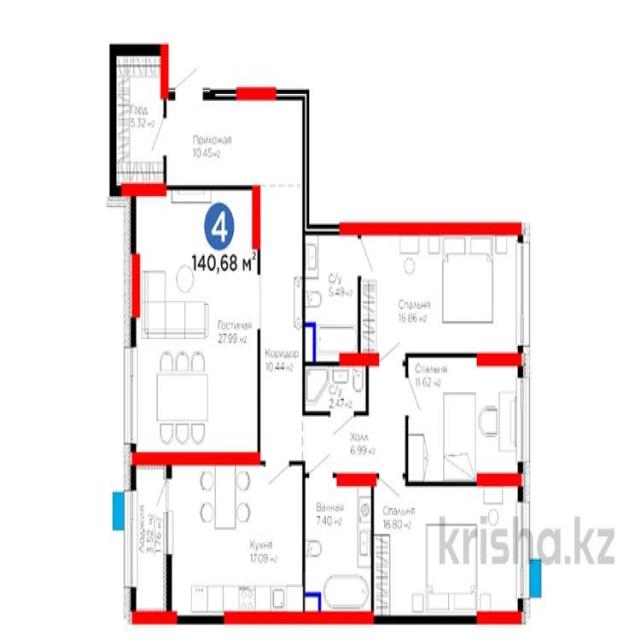 Гард.
5.32 м2
Прихожая
10.45 м2
4
140,68 м²
Гостиная
27.99 м2
Коридор
10.44 м2
С/у
5.49 м2
Спальня
16.86 м2
Спальня
11.62 м2
С/у
2.47 м2
Холл
6.99 м2
Лоджия
3.52 м2
1.76 м2
Кухня
17.09 м2
Ванная
7.40 м2
Спальня
16.80 м2
krisha.kz